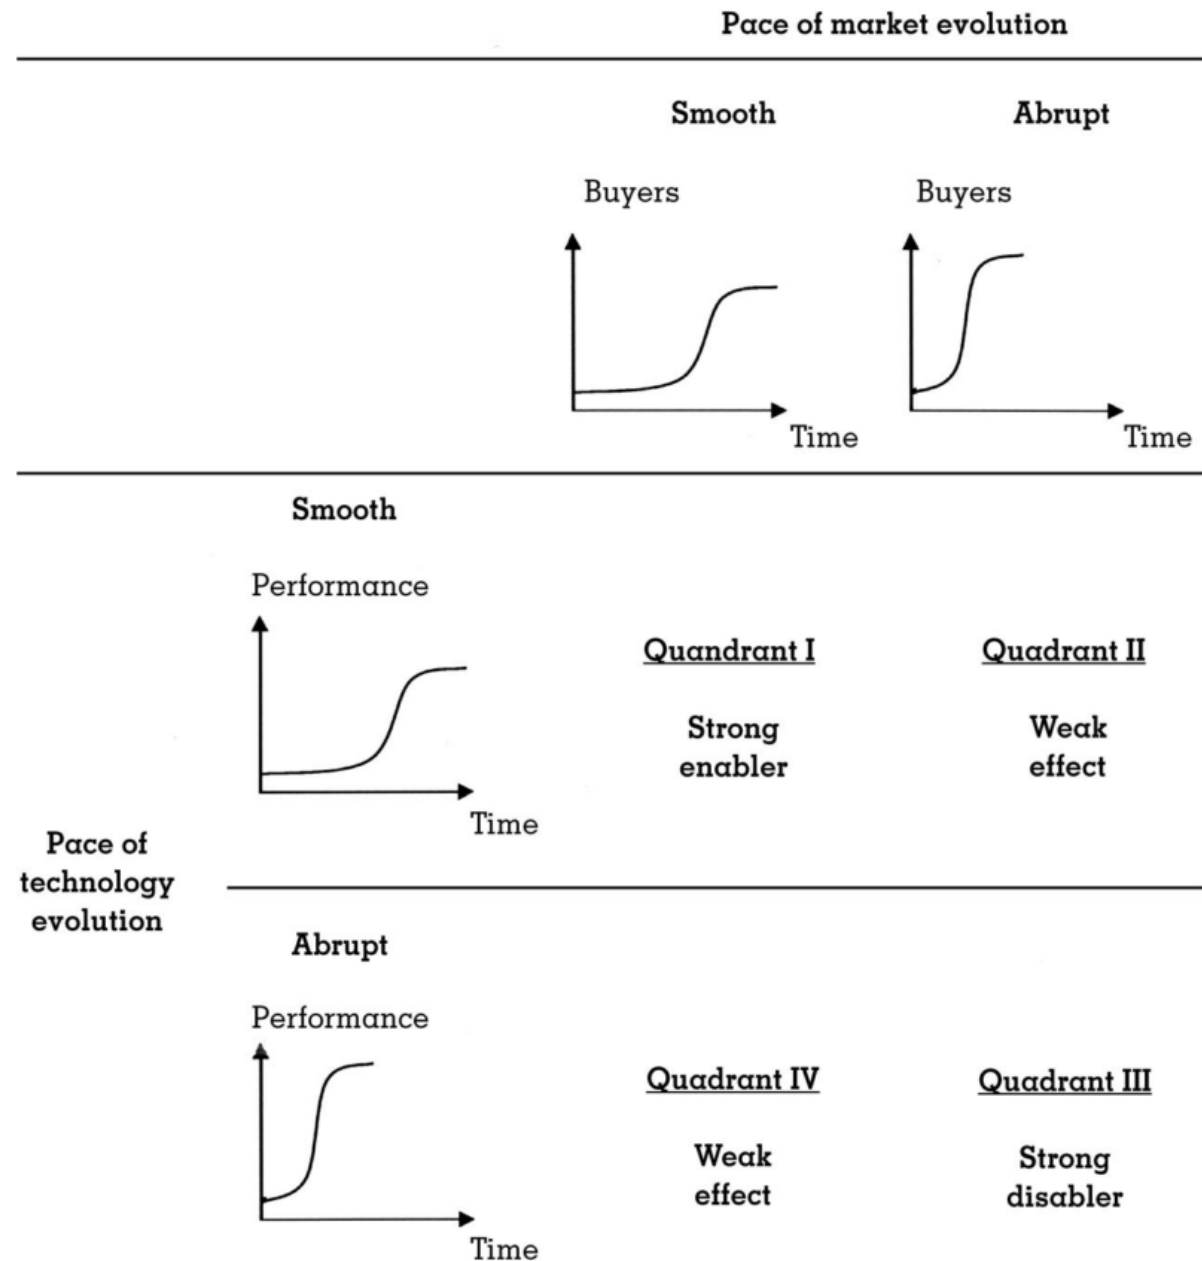 Pace of market evolution
Smooth
Abrupt
Buyers
Buyers
Time
Time
Smooth
Performance
Time
Quandrant I
Strong
enabler
Quadrant II
Weak
effect
Pace of
technology
evolution
Abrupt
Performance
Time
Quadrant IV
Weak
effect
Quadrant III
Strong
disabler